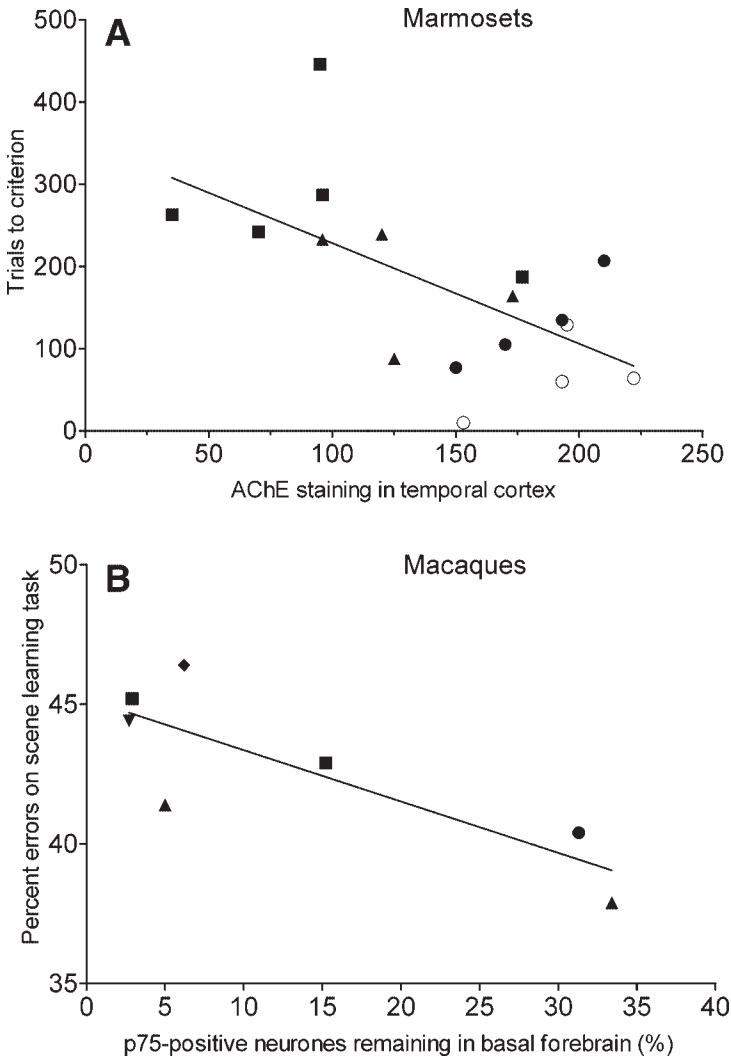 A
Marmosets
500
400
300
200
100
0
Trials to criterion
0 50 100 150 200 250
AChE staining in temporal cortex
B
Macaques
50
45
40
35
Percent errors on scene learning task
0 5 10 15 20 25 30 35 40
p75-positive neurones remaining in basal forebrain (%)